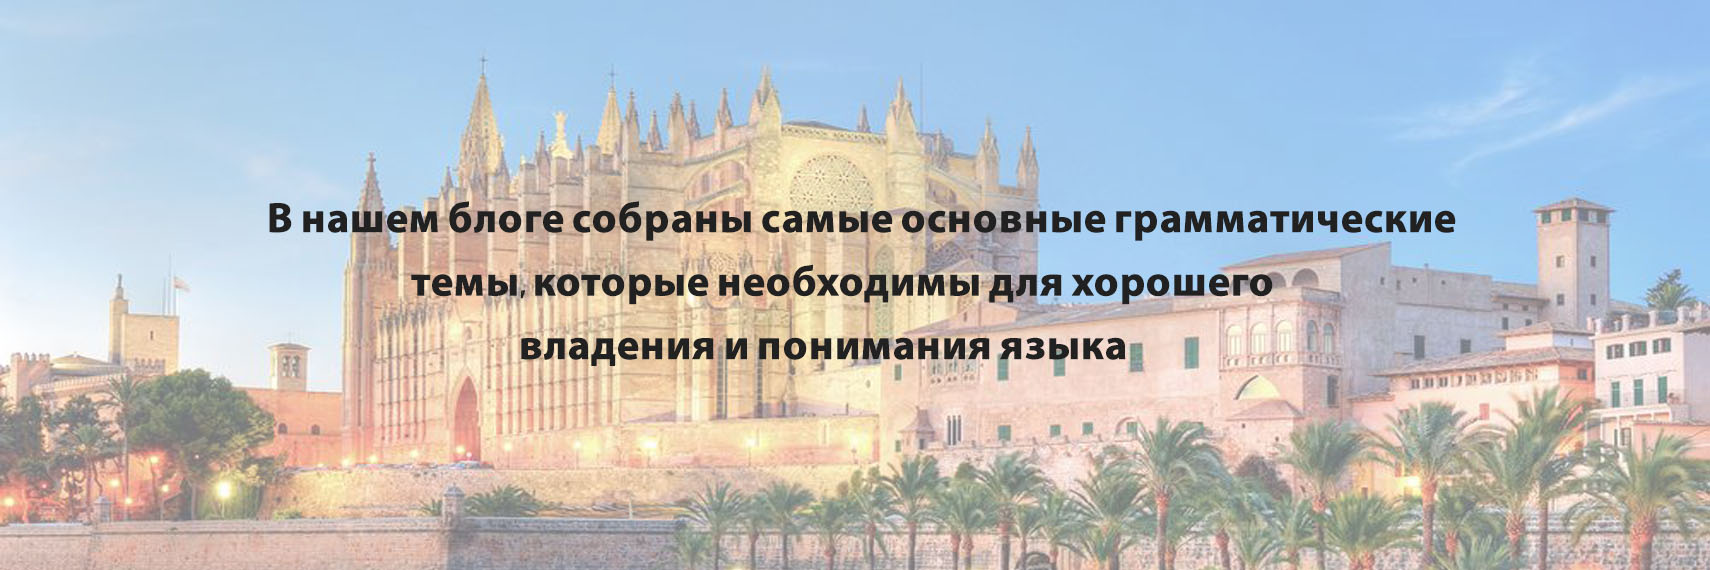 В нашем блоге собраны самые основные грамматические
темы, которые необходимы для хорошего
владения и понимания языка